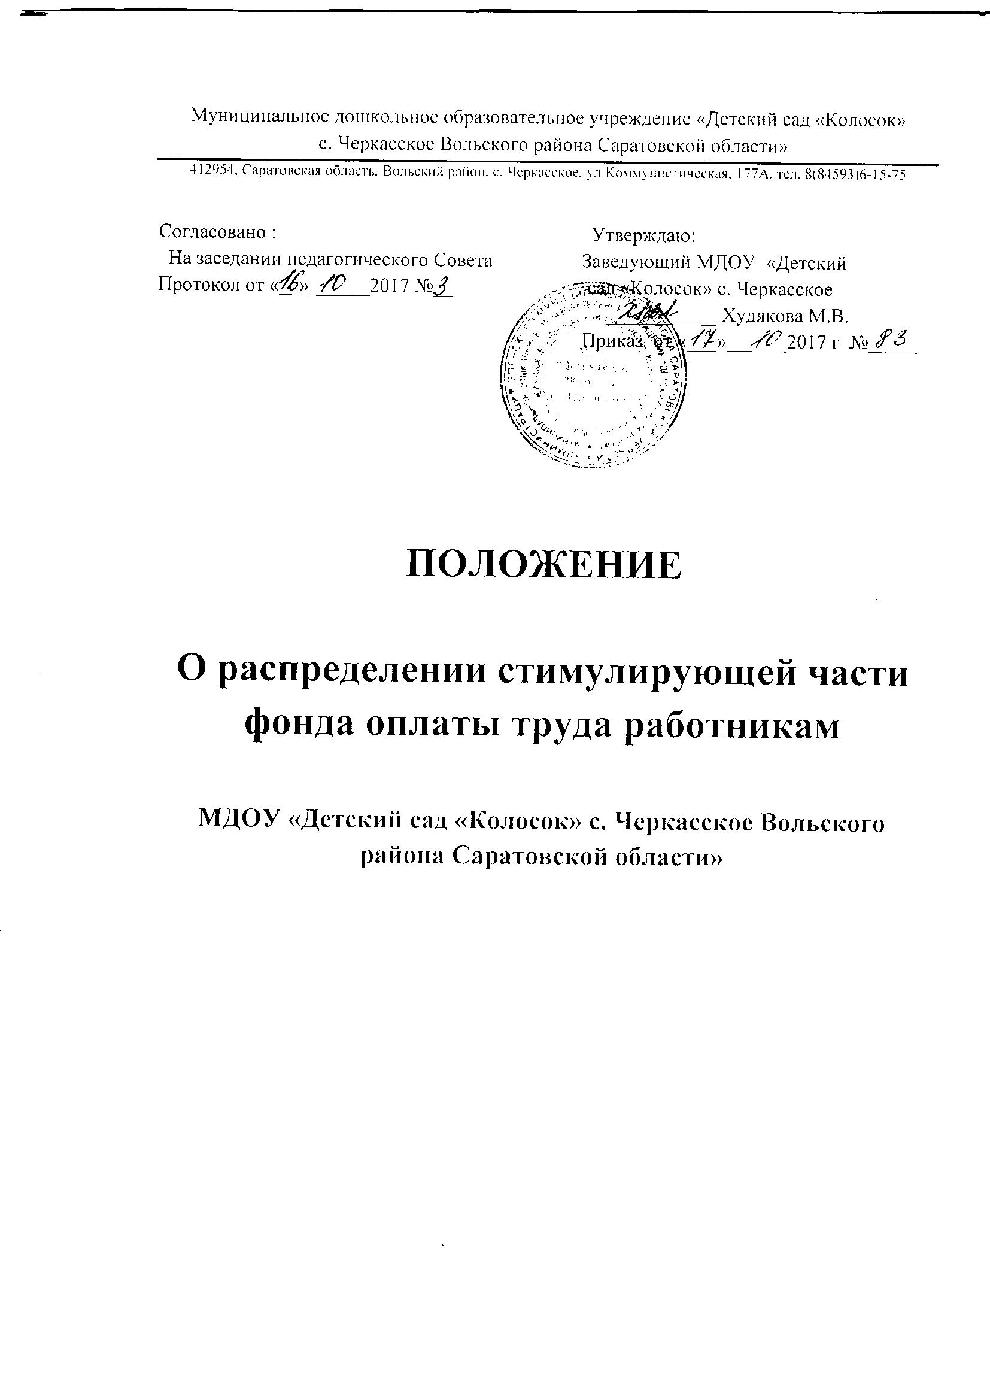 Муниципальное дошкольное образовательное учреждение «Детский сад «Колосок»
с. Черкасское Вольского района Саратовской области»
412954, Саратовская область, Вольский район, с. Черкасское, ул Коммунистическая, 177А, тел. 8(84593)6-15-75
Согласовано :
На заседании педагогического Совета
Протокол от «16» 10 2017 №3
Утверждаю:
Заведующий МДОУ «Детский
сад «Колосок» с. Черкасское
Худякова М.В.
Приказ от «17» 10 2017 г №83
ПОЛОЖЕНИЕ
О распределении стимулирующей части
фонда оплаты труда работникам
МДОУ «Детский сад «Колосок» с. Черкасское Вольского
района Саратовской области»